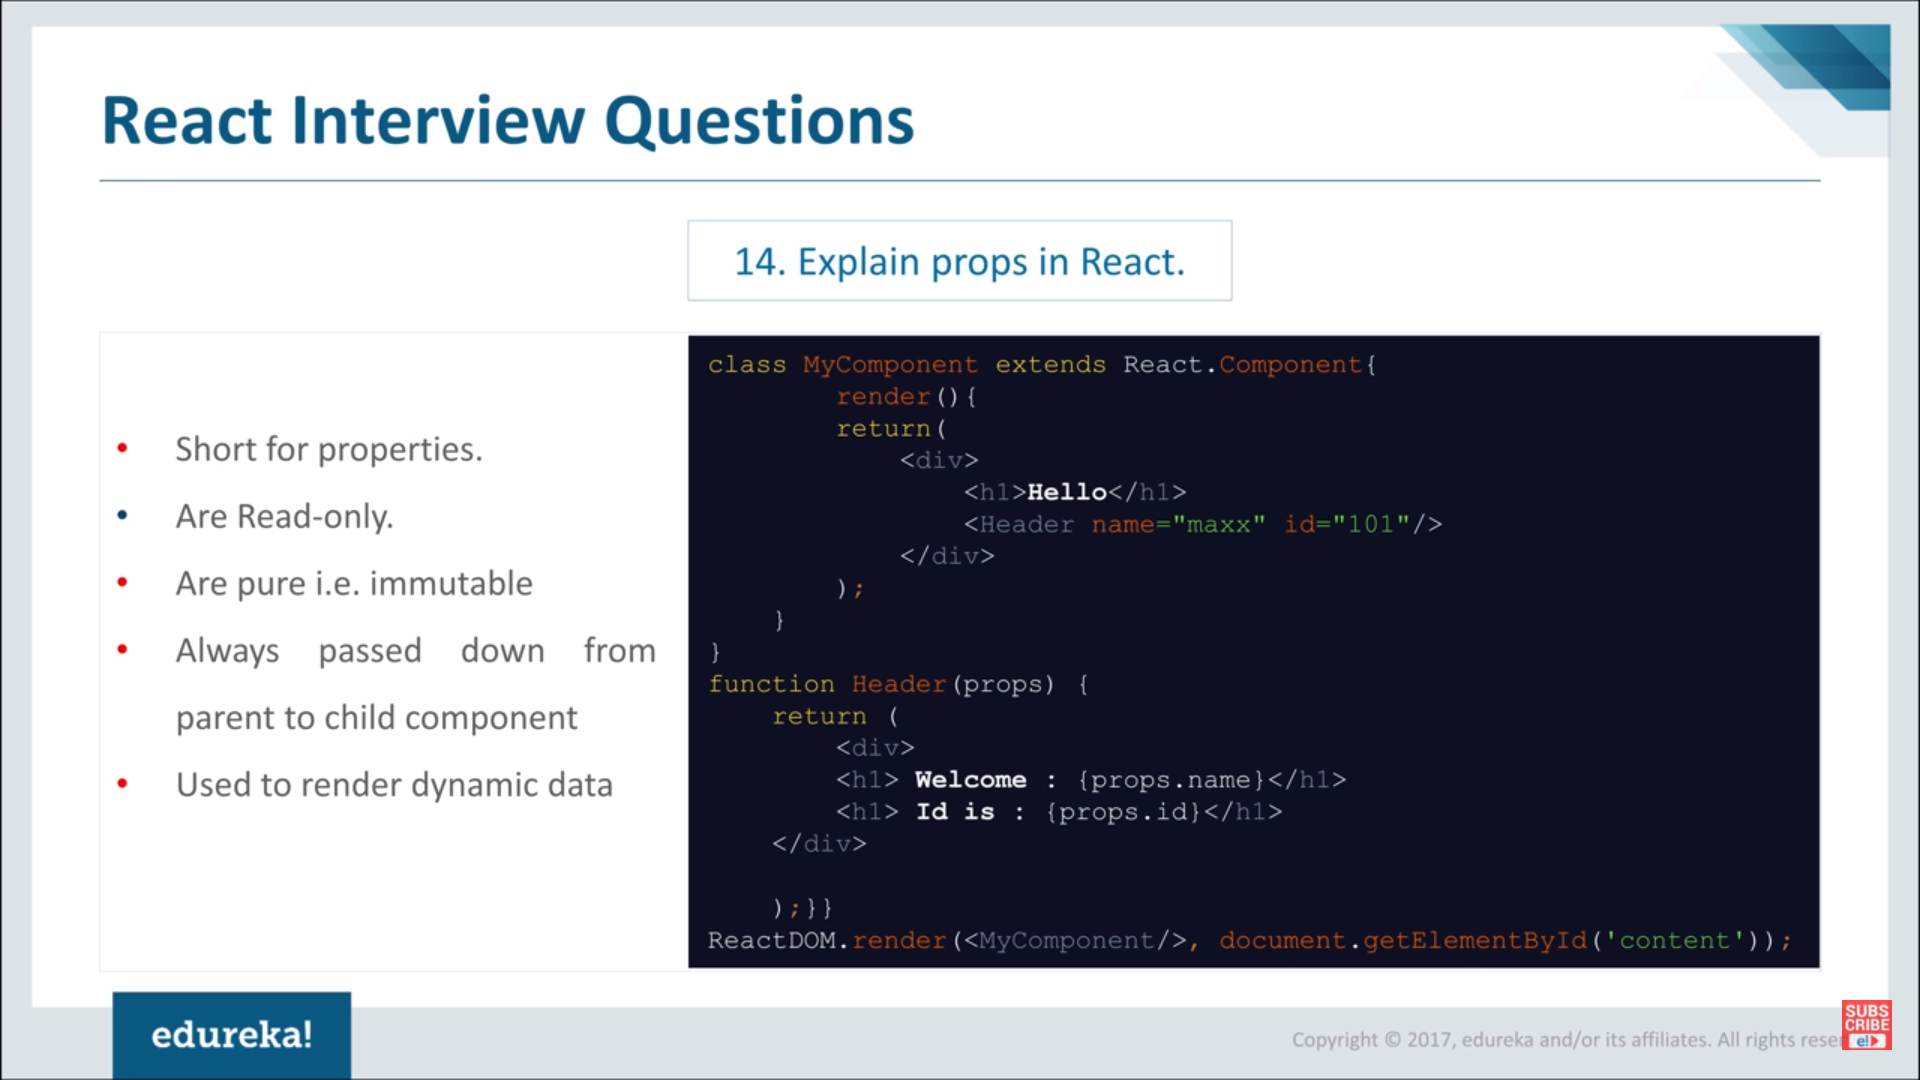 React Interview Questions
14. Explain props in React.
• Short for properties.
• Are Read-only.
• Are pure i.e. immutable
• Always passed down from
parent to child component
• Used to render dynamic data
class MyComponent extends React.Component{
render(){
return(
<div>
<h1>Hello</h1>
<Header name="maxx" id="101"/>
</div>
);
}
}
function Header(props) {
return (
<div>
<h1> Welcome : {props.name}</h1>
<h1> Id is : {props.id}</h1>
</div>
);}}
ReactDOM.render(<MyComponent/>, document.getElementById('content'));
edureka!
Copyright © 2017, edureka and/or its affiliates. All rights reser
SUBS
CRIBE
e!